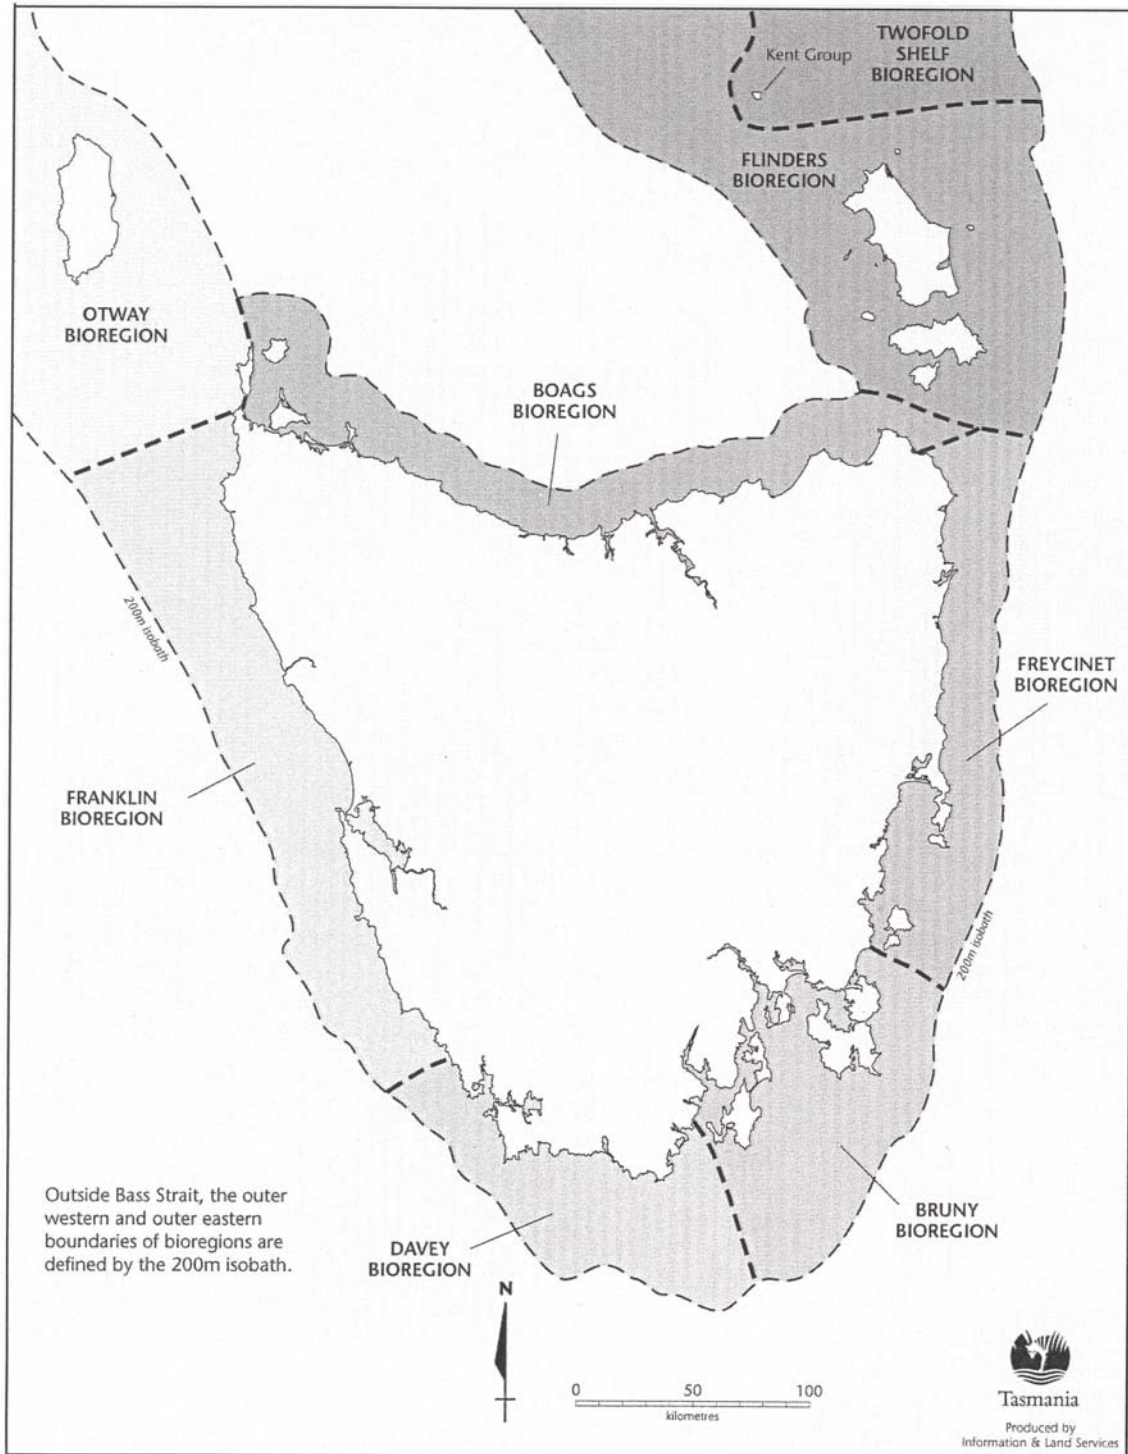 TWOFOLD
SHELF
BIOREGION
Kent Group
FLINDERS
BIOREGION
OTWAY
BIOREGION
BOAGS
BIOREGION
200m isobath
FREYCINET
BIOREGION
FRANKLIN
BIOREGION
200m isobath
Outside Bass Strait, the outer
western and outer eastern
boundaries of bioregions are
defined by the 200m isobath.
BRUNY
BIOREGION
DAVEY
BIOREGION
N
0 50 100
kilometres
Tasmania
Produced by
Information & Land Services